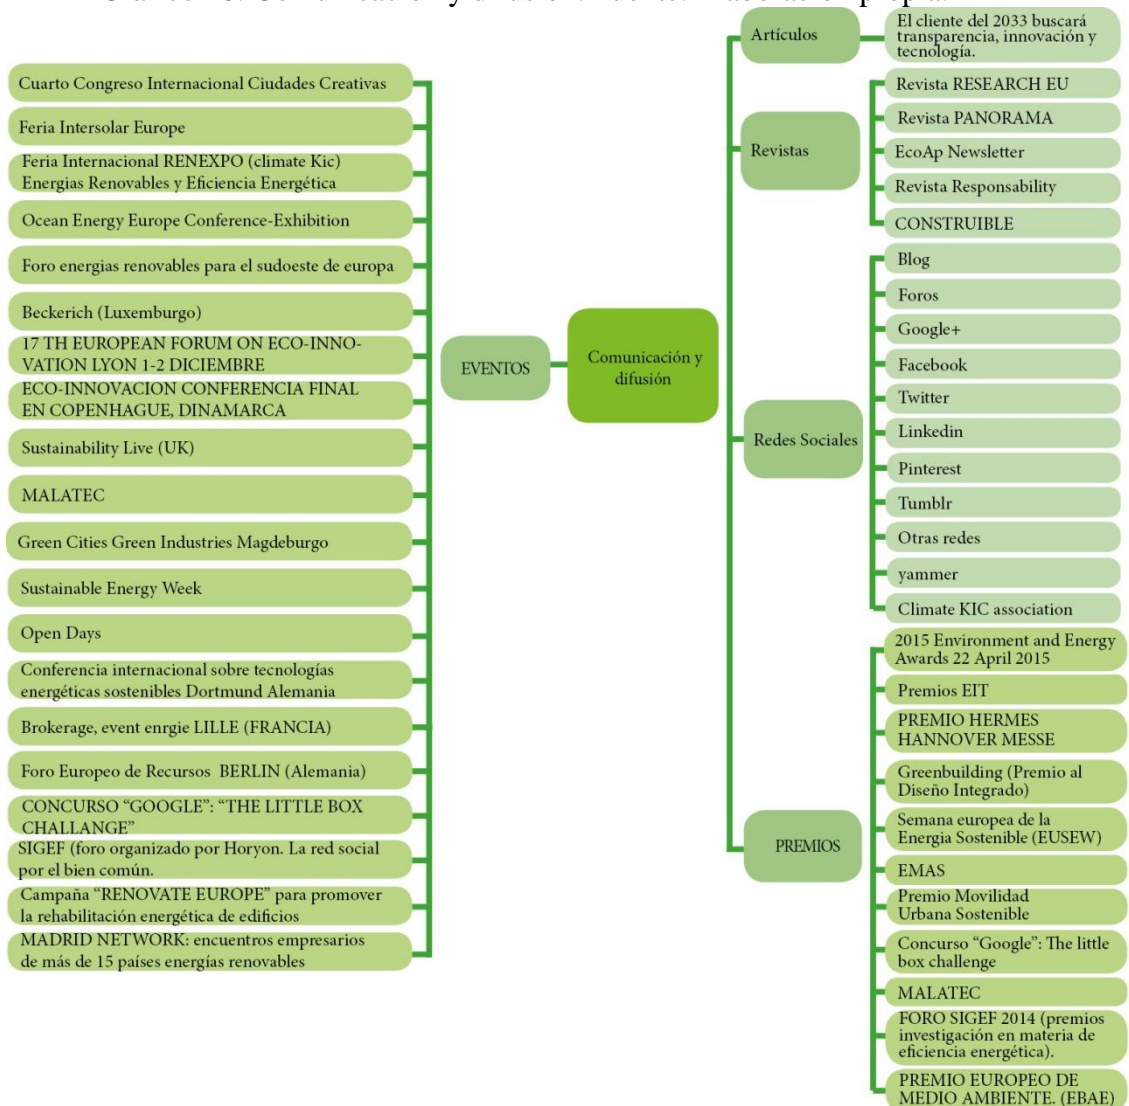 Gráfico Comunicación y difusión. Fuente: Elaboración propia.
Cuarto Congreso Internacional Ciudades Creativas
Feria Intersolar Europe
Feria Internacional RENEXPO (climate Kic)
Energias Renovables y Eficiencia Energética
Ocean Energy Europe Conference-Exhibition
Foro energias renovables para el sudoeste de europa
Beckerich (Luxemburgo)
17 TH EUROPEAN FORUM ON ECO-INNO-
VATION LYON 1-2 DICIEMBRE
ECO-INNOVACION CONFERENCIA FINAL
EN COPENHAGUE, DINAMARCA
Sustainability Live (UK)
MALATEC
Green Cities Green Industries Magdeburgo
Sustainable Energy Week
Open Days
Conferencia internacional sobre tecnologías
energéticas sostenibles Dortmund Alemania
Brokerage, event enrgie LILLE (FRANCIA)
Foro Europeo de Recursos BERLIN (Alemania)
CONCURSO “GOOGLE”: “THE LITTLE BOX
CHALLANGE”
SIGEF (foro organizado por Horyon. La red social
por el bien común.
Campaña “RENOVATE EUROPE” para promover
la rehabilitación energética de edificios
MADRID NETWORK: encuentros empresarios
de más de 15 países energías renovables
EVENTOS
Comunicación y
difusión
Artículos
El cliente del 2033 buscará
transparencia, innovación y
tecnología.
Revistas
Revista RESEARCH EU
Revista PANORAMA
EcoAp Newsletter
Revista Responsability
CONSTRUIBLE
Redes Sociales
Blog
Foros
Google+
Facebook
Twitter
Linkedin
Pinterest
Tumblr
Otras redes
yammer
Climate KIC association
PREMIOS
2015 Environment and Energy
Awards 22 April 2015
Premios EIT
PREMIO HERMES
HANNOVER MESSE
Greenbuilding (Premio al
Diseño Integrado)
Semana europea de la
Energia Sostenible (EUSEW)
EMAS
Premio Movilidad
Urbana Sostenible
Concurso “Google”: The little
box challenge
MALATEC
FORO SIGEF 2014 (premios
investigación en materia de
eficiencia energética).
PREMIO EUROPEO DE
MEDIO AMBIENTE. (EBAE)